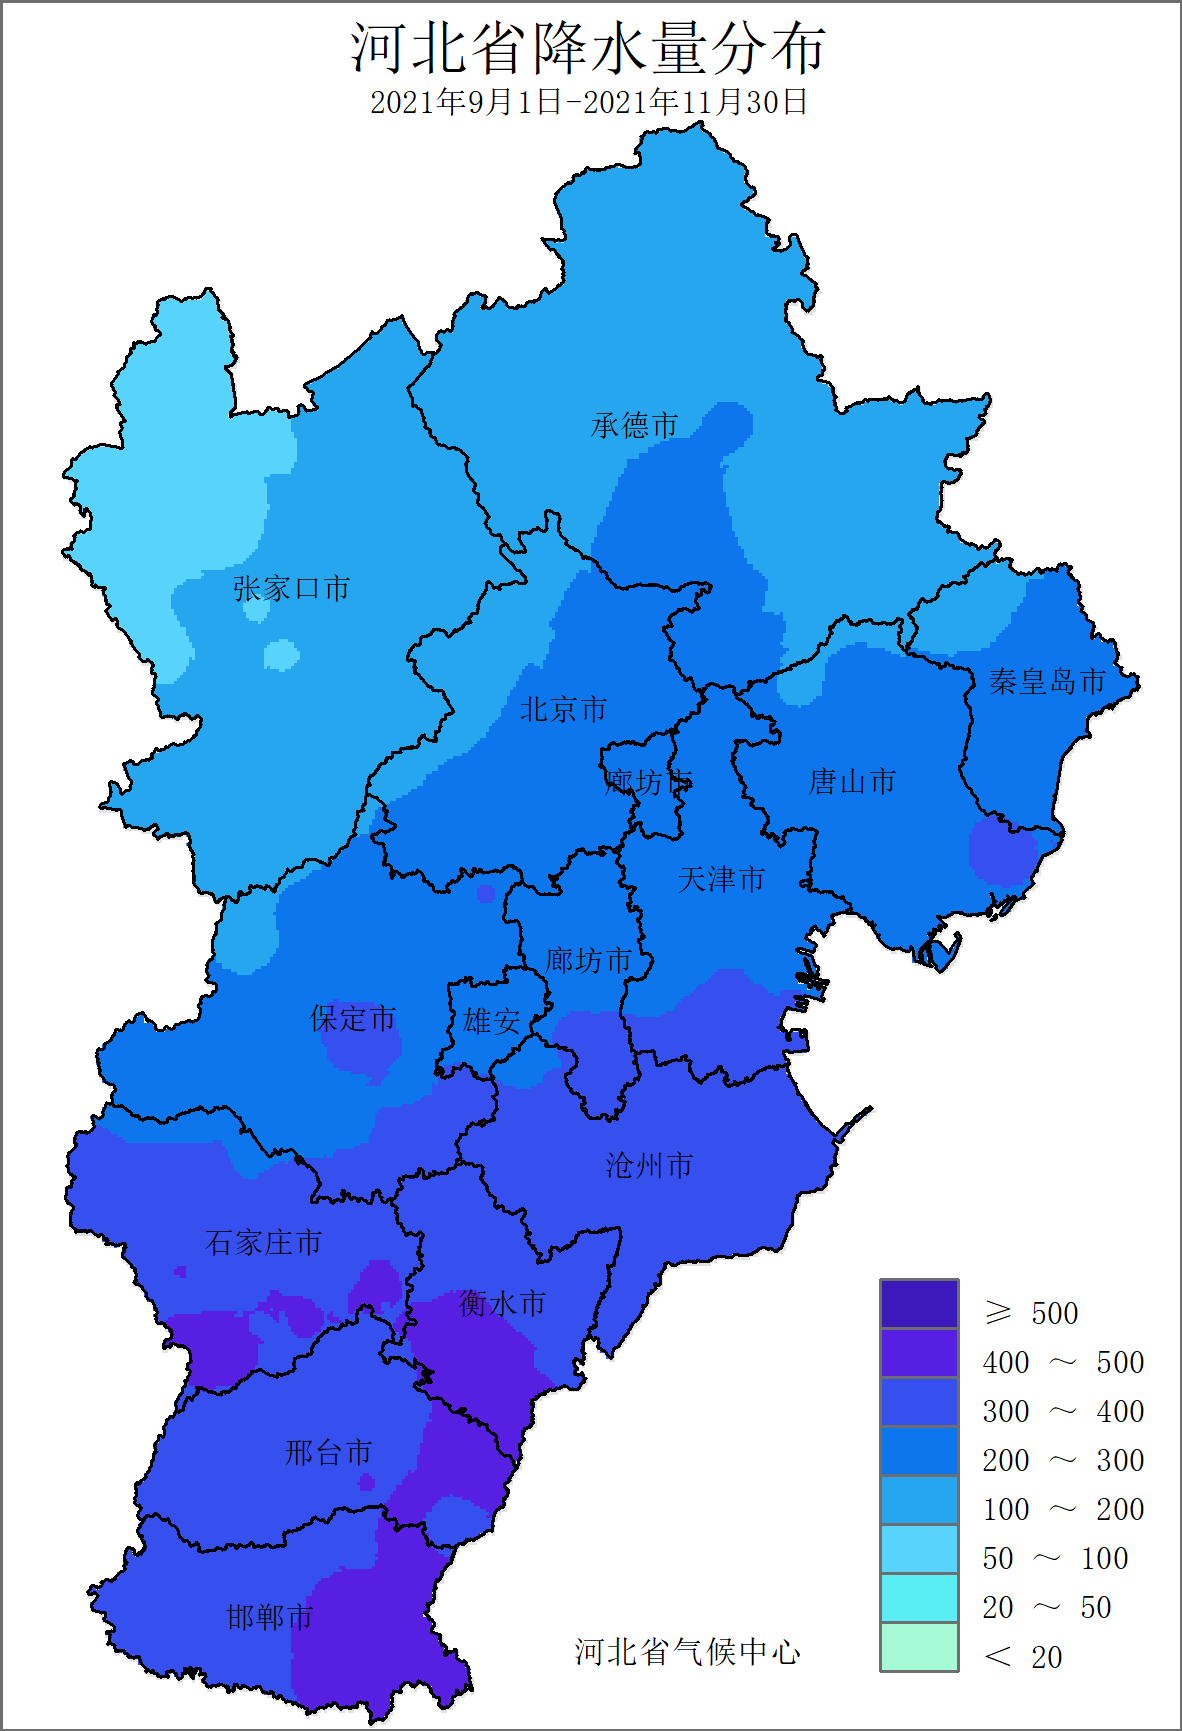 河北省降水量分布
2021年9月1日-2021年11月30日
承德市
张家口市
秦皇岛市
北京市
廊坊市
唐山市
天津市
廊坊市
保定市
雄安
沧州市
石家庄市
衡水市
邢台市
邯郸市
≥ 500
400 ～ 500
300 ～ 400
200 ～ 300
100 ～ 200
50 ～ 100
20 ～ 50
< 20
河北省气候中心